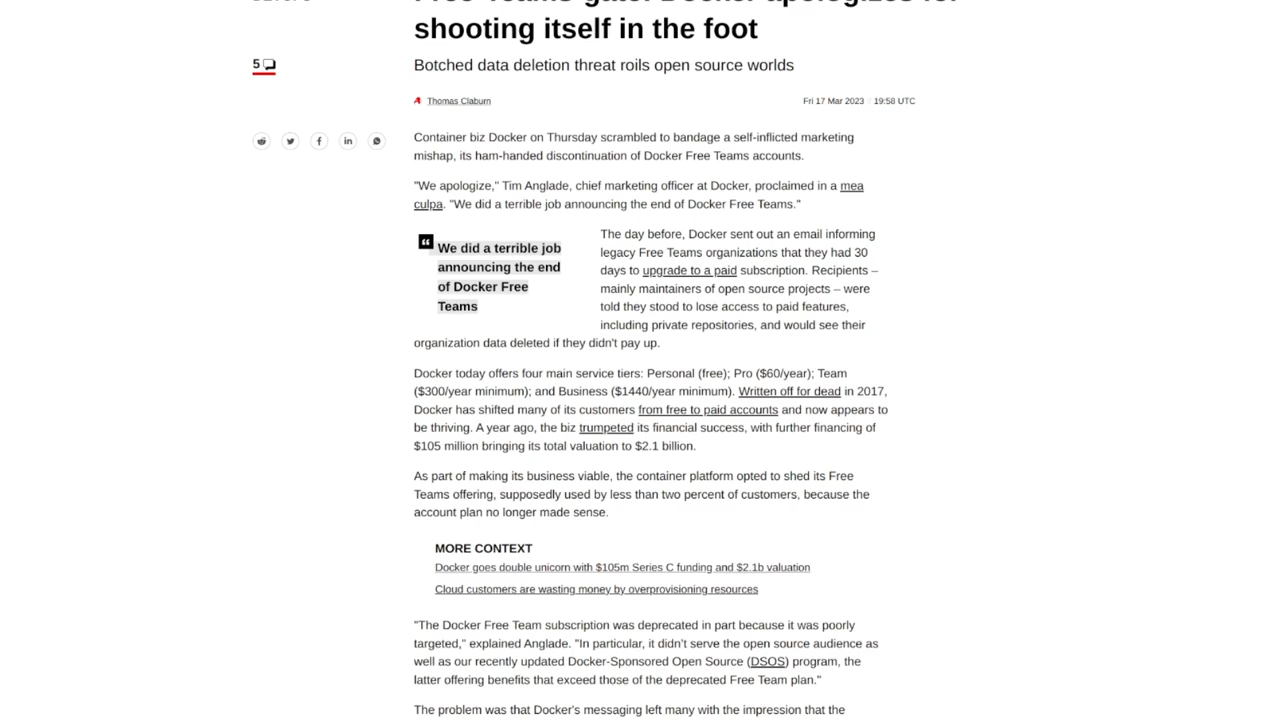 shooting itself in the foot
Botched data deletion threat roils open source worlds
5
Thomas Claburn
Fri 17 Mar 2023 | 19:58 UTC
Container biz Docker on Thursday scrambled to bandage a self-inflicted marketing
mishap, its ham-handed discontinuation of Docker Free Teams accounts.
"We apologize," Tim Anglade, chief marketing officer at Docker, proclaimed in a mea
culpa. "We did a terrible job announcing the end of Docker Free Teams."
We did a terrible job
announcing the end
of Docker Free
Teams
The day before, Docker sent out an email informing
legacy Free Teams organizations that they had 30
days to upgrade to a paid subscription. Recipients –
mainly maintainers of open source projects – were
told they stood to lose access to paid features,
including private repositories, and would see their
organization data deleted if they didn't pay up.
Docker today offers four main service tiers: Personal (free); Pro ($60/year); Team
($300/year minimum); and Business ($1440/year minimum). Written off for dead in 2017,
Docker has shifted many of its customers from free to paid accounts and now appears to
be thriving. A year ago, the biz trumpeted its financial success, with further financing of
$105 million bringing its total valuation to $2.1 billion.
As part of making its business viable, the container platform opted to shed its Free
Teams offering, supposedly used by less than two percent of customers, because the
account plan no longer made sense.
MORE CONTEXT
Docker goes double unicorn with $105m Series C funding and $2.1b valuation
Cloud customers are wasting money by overprovisioning resources
"The Docker Free Team subscription was deprecated in part because it was poorly
targeted," explained Anglade. "In particular, it didn't serve the open source audience as
well as our recently updated Docker-Sponsored Open Source (DSOS) program, the
latter offering benefits that exceed those of the deprecated Free Team plan."
The problem was that Docker's messaging left many with the impression that the